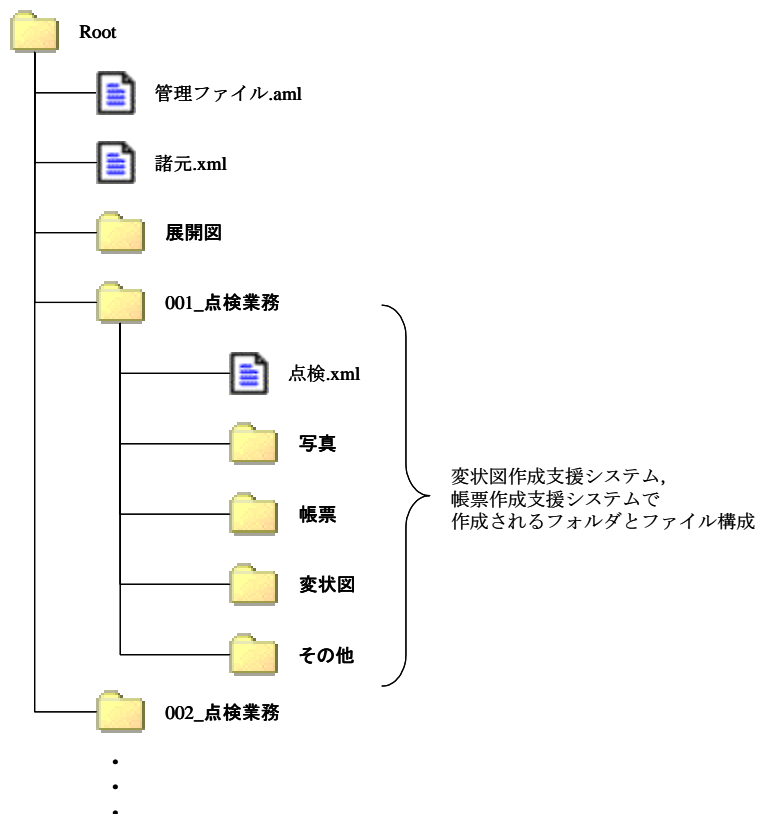 Root
管理ファイル.aml
諸元.xml
展開図
001_点検業務
点検.xml
写真
帳票
変状図
その他
変状図作成支援システム,
帳票作成支援システムで
作成されるフォルダとファイル構成
002_点検業務